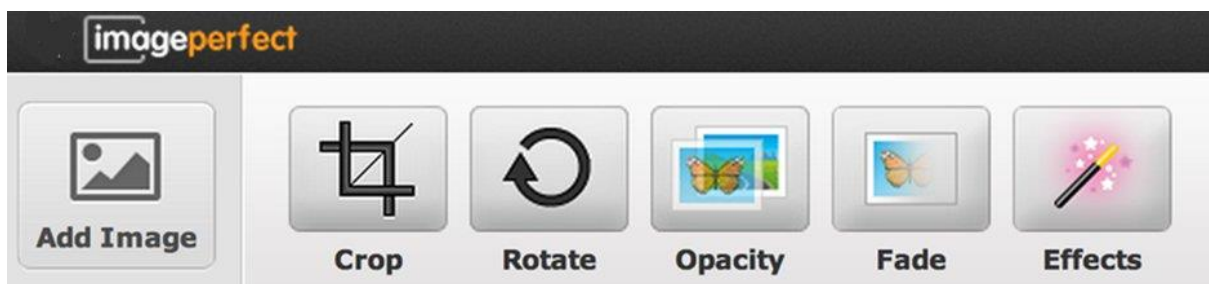 imageperfect
Add Image
Crop
Rotate
Opacity
Fade
Effects